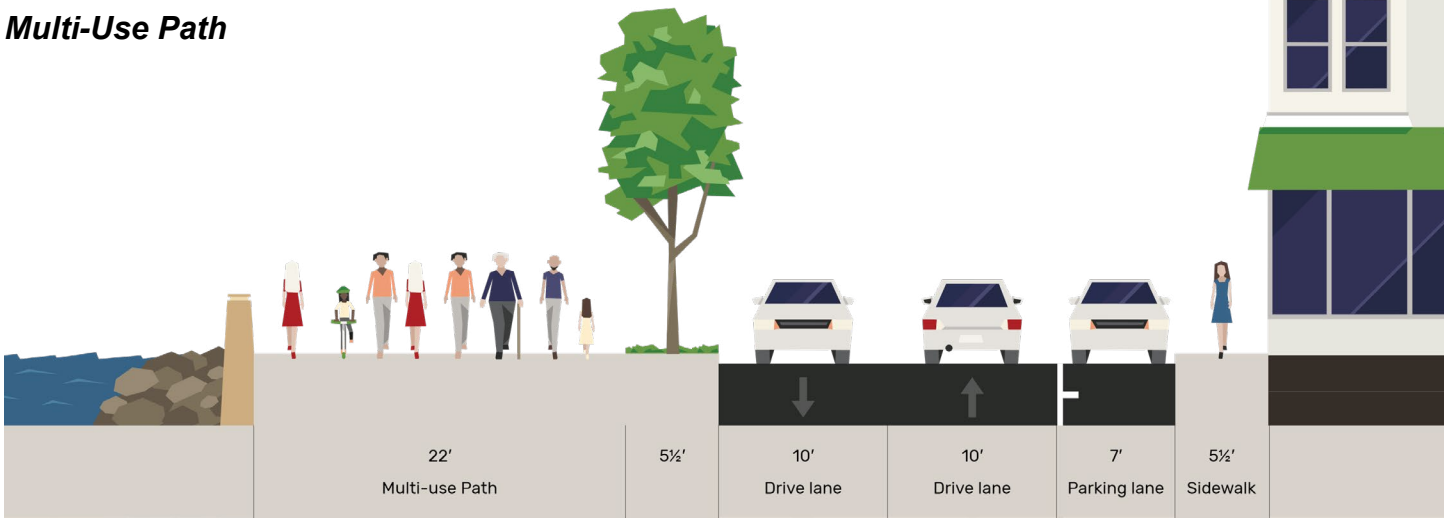 Multi-Use Path
22′
5½′
10′
10′
7′
5½′
Multi-use Path
Drive lane
Drive lane
Parking lane
Sidewalk